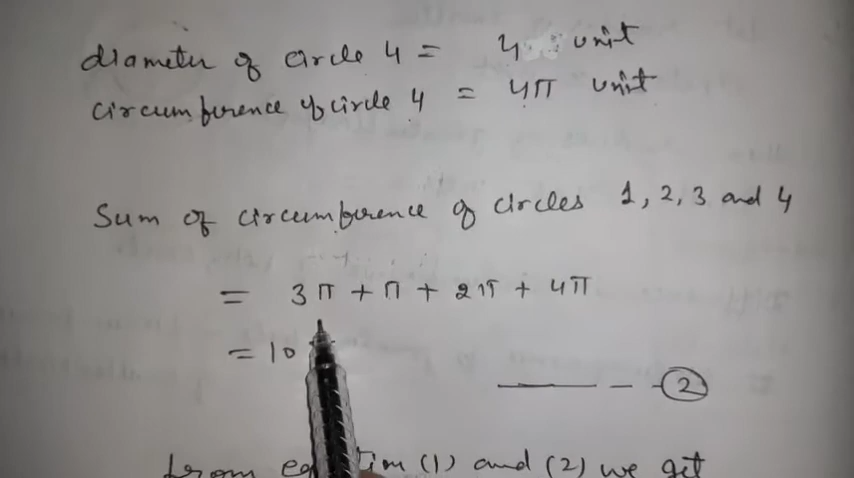 diameter of circle 4 = 4 unit
circumference of circle 4 = 4π unit
Sum of circumference of circles 1, 2, 3 and 4
= 3π + π + 2π + 4π
= 10
②
from equation (1) and (2) we get